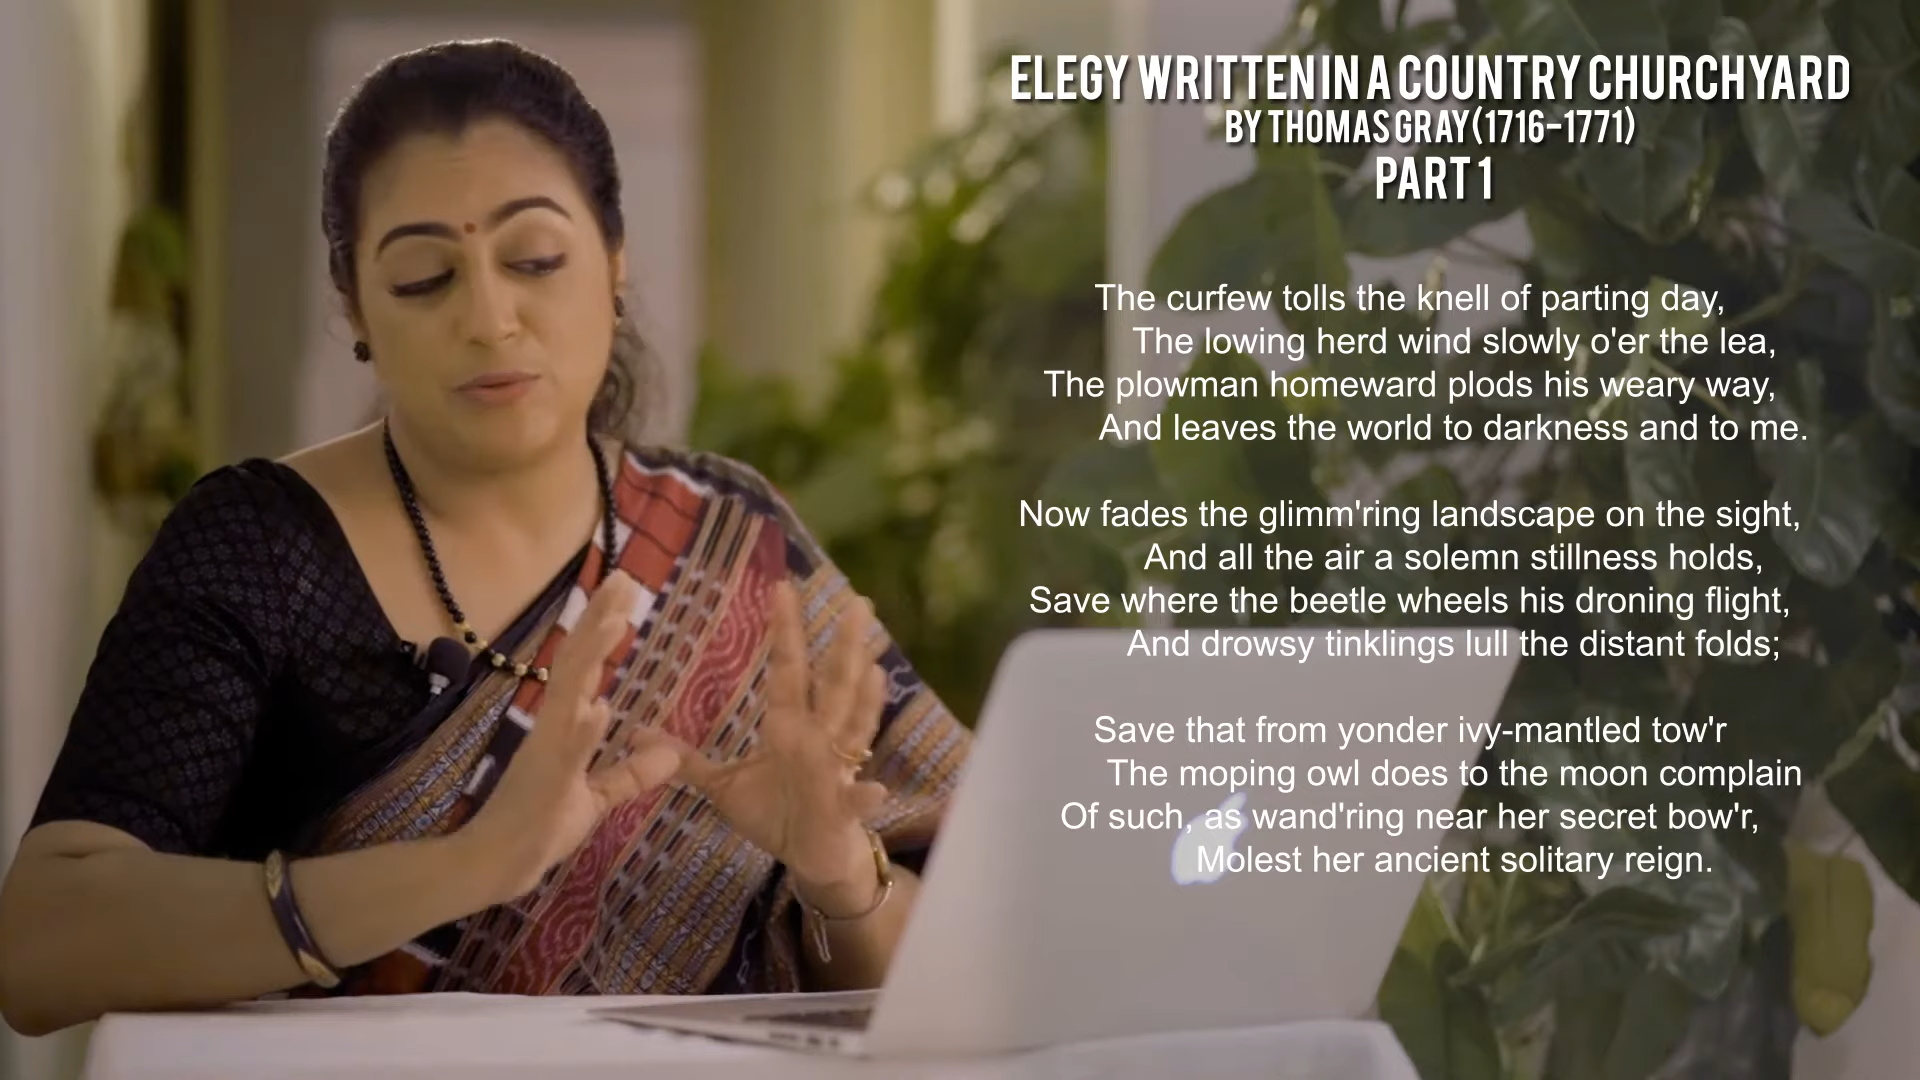 ELEGY WRITTEN IN A COUNTRY CHURCHYARD
BY THOMAS GRAY (1716-1771)
PART 1
The curfew tolls the knell of parting day,
The lowing herd wind slowly o'er the lea,
The plowman homeward plods his weary way,
And leaves the world to darkness and to me.
Now fades the glimm'ring landscape on the sight,
And all the air a solemn stillness holds,
Save where the beetle wheels his droning flight,
And drowsy tinklings lull the distant folds;
Save that from yonder ivy-mantled tow'r
The moping owl does to the moon complain
Of such, as wand'ring near her secret bow'r,
Molest her ancient solitary reign.